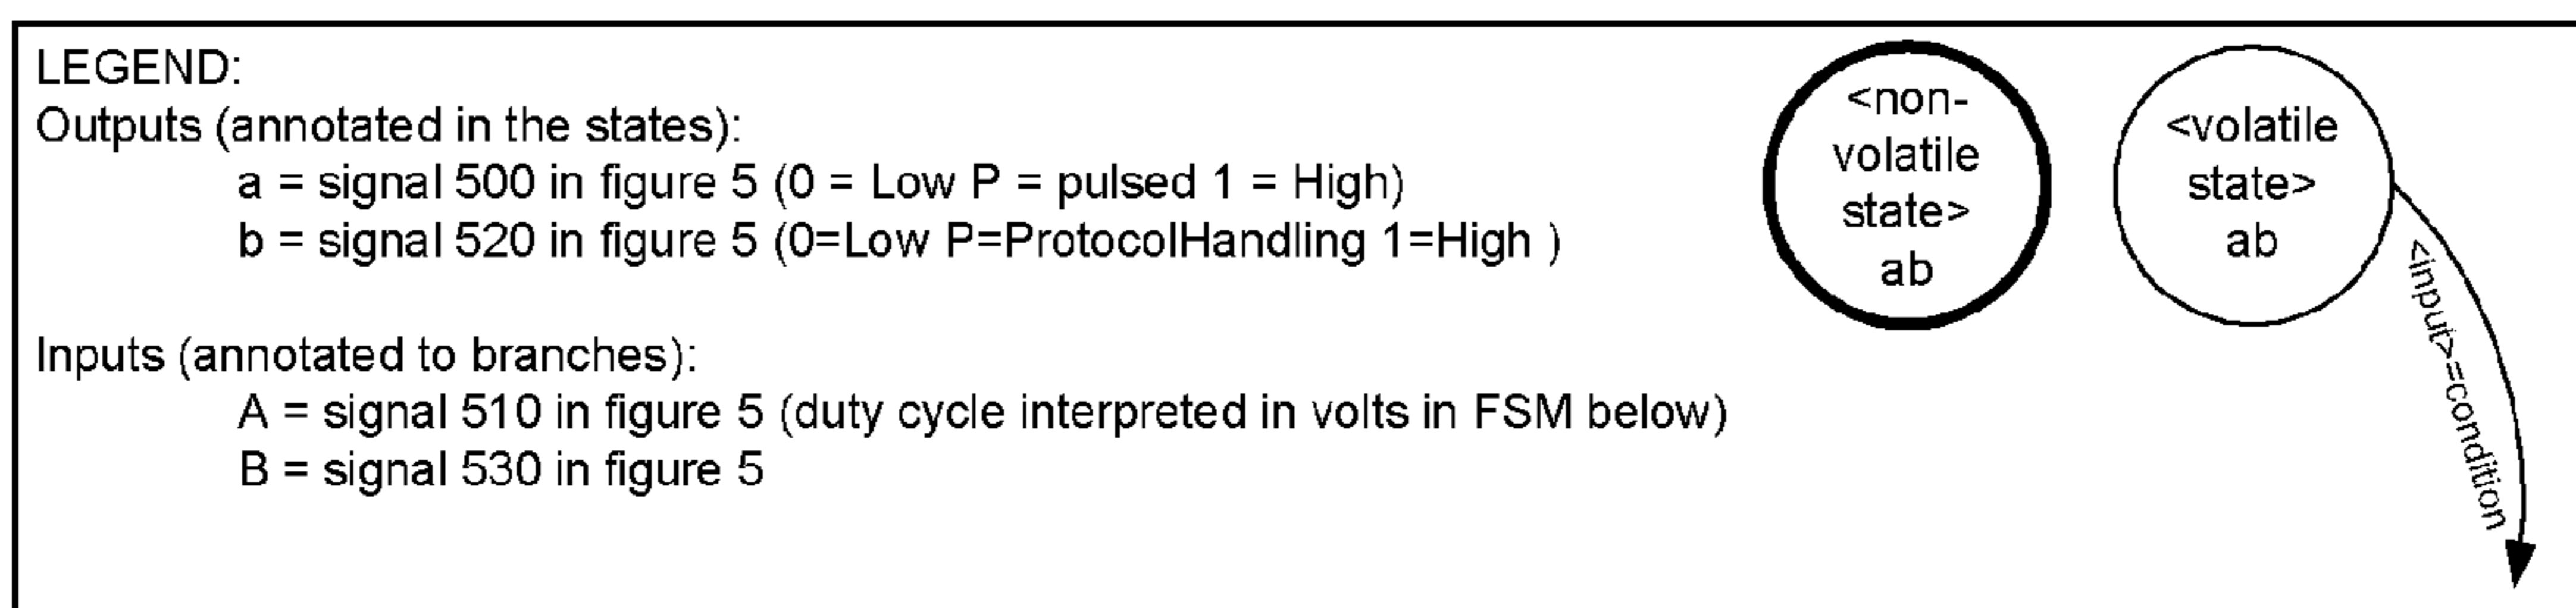 LEGEND:
Outputs (annotated in the states):
a = signal 500 in figure 5 (0 = Low P = pulsed 1 = High)
b = signal 520 in figure 5 (0=Low P=ProtocolHandling 1=High )
Inputs (annotated to branches):
A = signal 510 in figure 5 (duty cycle interpreted in volts in FSM below)
B = signal 530 in figure 5
<non-
volatile
state>
ab
<volatile
state>
ab
<input>=condition